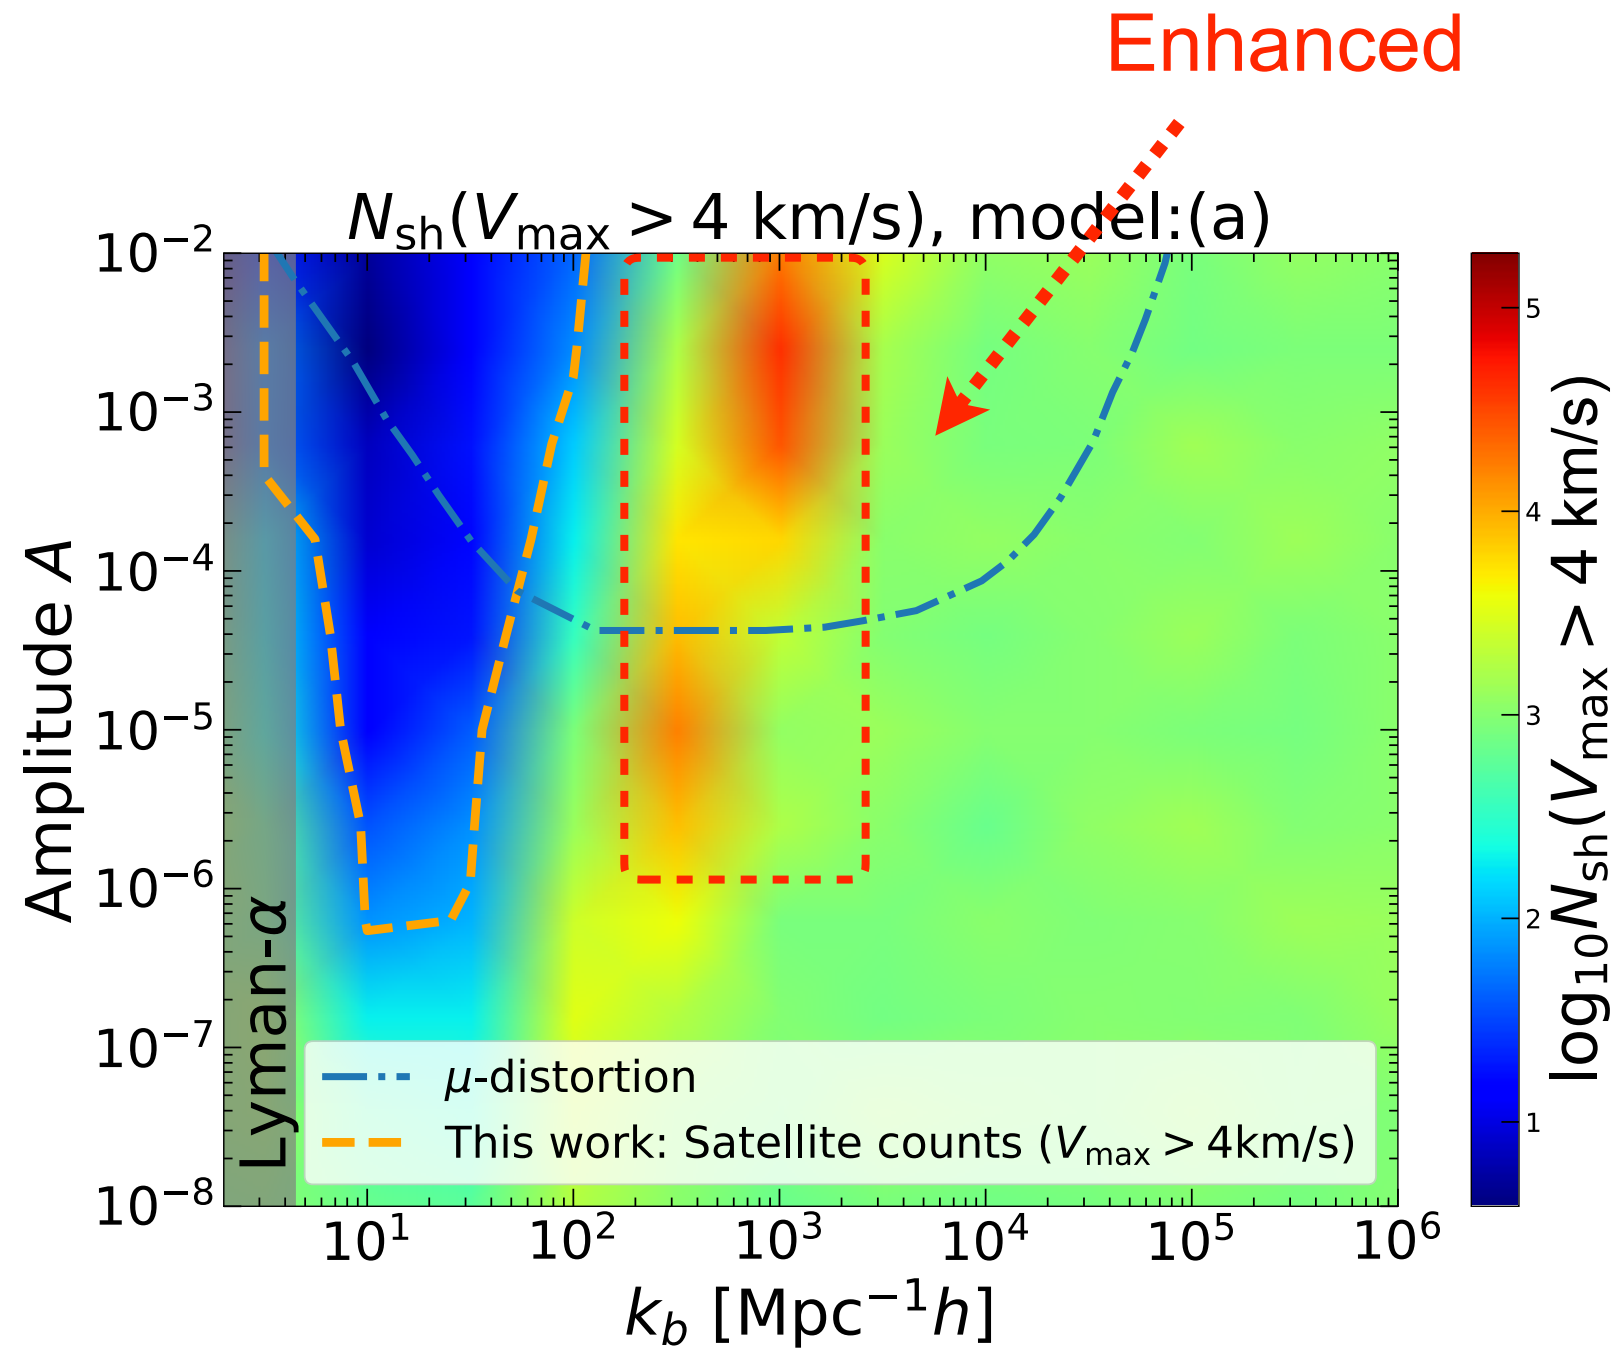 Enhanced
N_sh(V_max > 4 km/s), model:(a)
10^−2
10^−3
10^−4
10^−5
10^−6
10^−7
10^−8
Amplitude A
Lyman-α
μ-distortion
This work: Satellite counts (V_max > 4km/s)
10^1
10^2
10^3
10^4
10^5
10^6
k_b [Mpc^−1 h]
5
4
3
2
1
log_10 N_sh(V_max > 4 km/s)